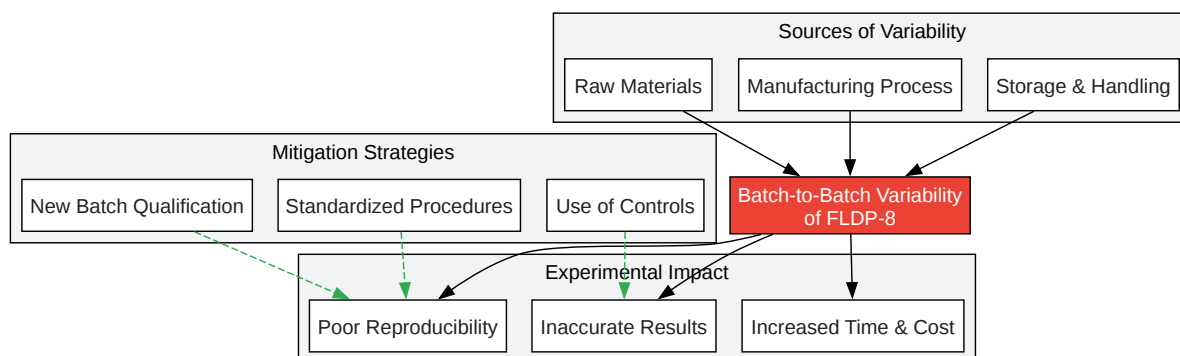 Sources of Variability
Raw Materials
Manufacturing Process
Storage & Handling
Mitigation Strategies
New Batch Qualification
Standardized Procedures
Use of Controls
Batch-to-Batch Variability
of FLDP-8
Experimental Impact
Poor Reproducibility
Inaccurate Results
Increased Time & Cost